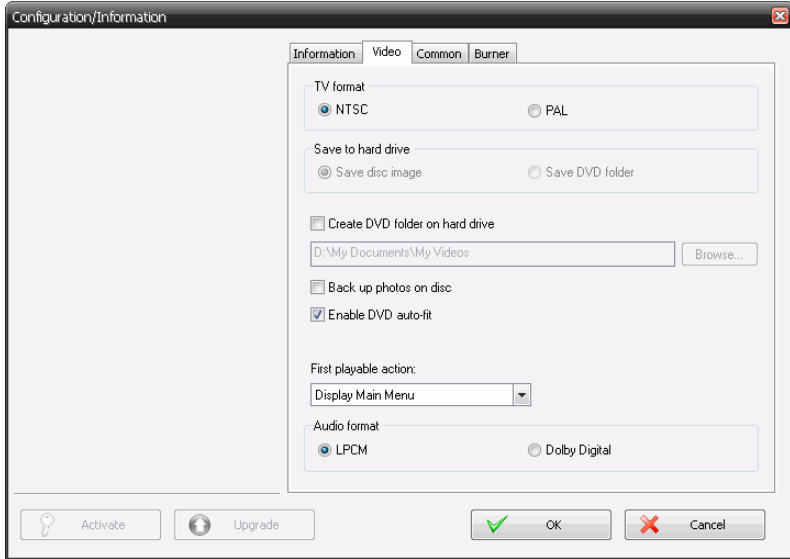 Configuration/Information
Information Video Common Burner
TV format
NTSC PAL
Save to hard drive
Save disc image Save DVD folder
Create DVD folder on hard drive
D:\My Documents\My Videos Browse...
Back up photos on disc
Enable DVD auto-fit
First playable action:
Display Main Menu
Audio format
LPCM Dolby Digital
Activate Upgrade OK Cancel